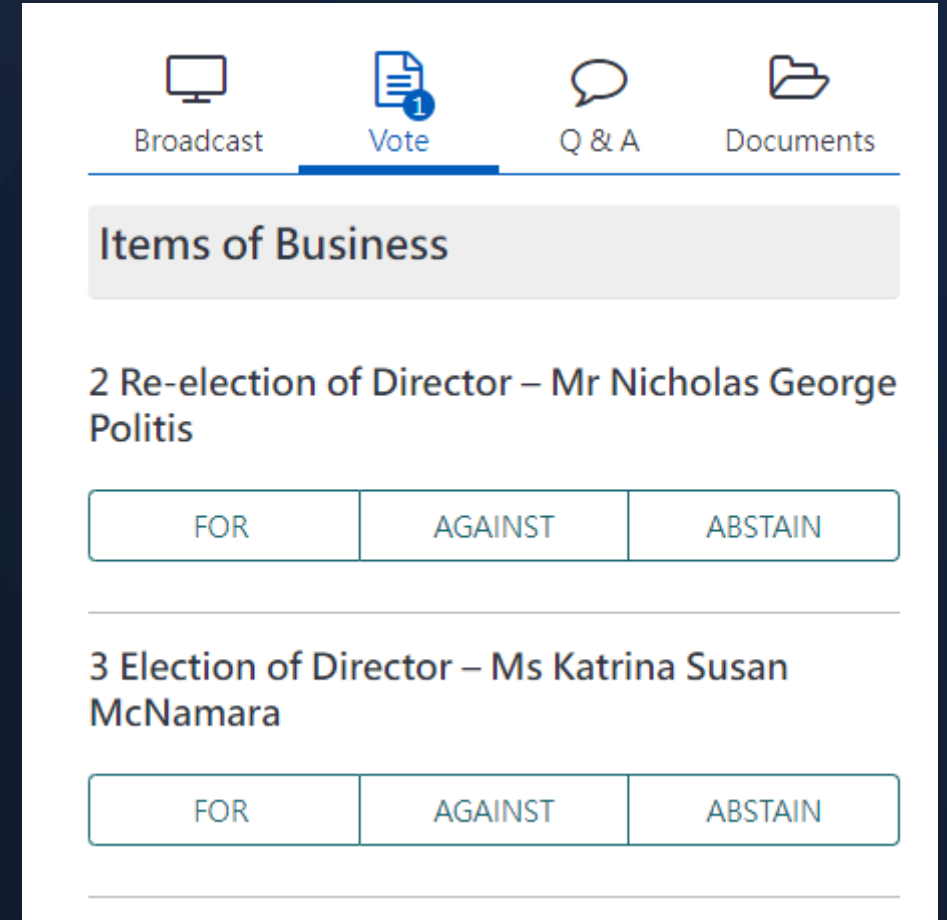 Broadcast
1
Vote
Q & A
Documents
Items of Business
2 Re-election of Director – Mr Nicholas George
Politis
FOR
AGAINST
ABSTAIN
3 Election of Director – Ms Katrina Susan
McNamara
FOR
AGAINST
ABSTAIN